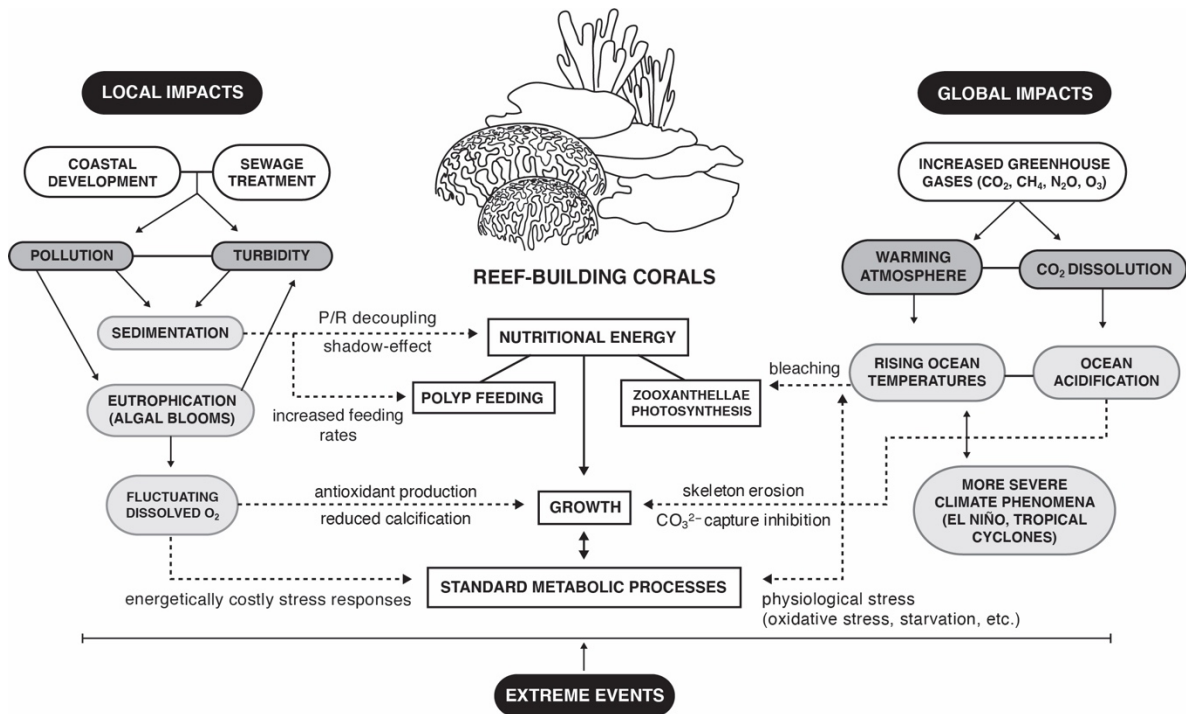 LOCAL IMPACTS
GLOBAL IMPACTS
COASTAL
DEVELOPMENT
SEWAGE
TREATMENT
INCREASED GREENHOUSE
GASES (CO₂, CH₄, N₂O, O₃)
POLLUTION
TURBIDITY
REEF-BUILDING CORALS
WARMING
ATMOSPHERE
CO₂ DISSOLUTION
SEDIMENTATION
P/R decoupling
shadow-effect
NUTRITIONAL ENERGY
POLYP FEEDING
ZOOXANTHELLAE
PHOTOSYNTHESIS
bleaching
RISING OCEAN
TEMPERATURES
OCEAN
ACIDIFICATION
EUTROPHICATION
(ALGAL BLOOMS)
increased feeding
rates
FLUCTUATING
DISSOLVED O₂
antioxidant production
reduced calcification
GROWTH
skeleton erosion
CO₃²⁻ capture inhibition
MORE SEVERE
CLIMATE PHENOMENA
(EL NIÑO, TROPICAL
CYCLONES)
energetically costly stress responses
STANDARD METABOLIC PROCESSES
physiological stress
(oxidative stress, starvation, etc.)
EXTREME EVENTS